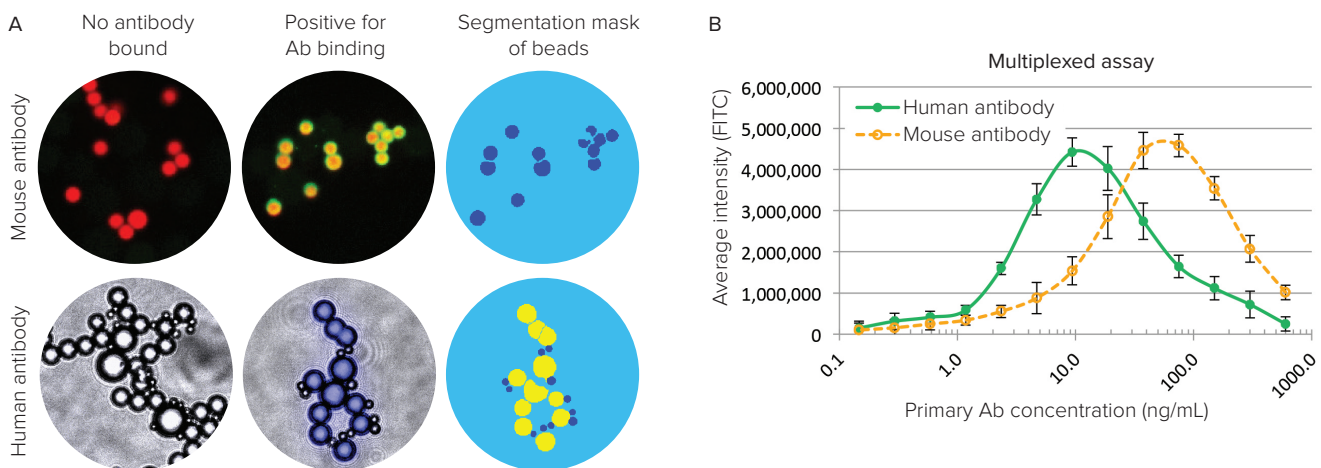 A
No antibody
bound
Positive for
Ab binding
Segmentation mask
of beads
Mouse antibody
Human antibody
B
Multiplexed assay
Average intensity (FITC)
6,000,000
5,000,000
4,000,000
3,000,000
2,000,000
1,000,000
0
Human antibody
Mouse antibody
0.1
1.0
10.0
100.0
1000.0
Primary Ab concentration (ng/mL)